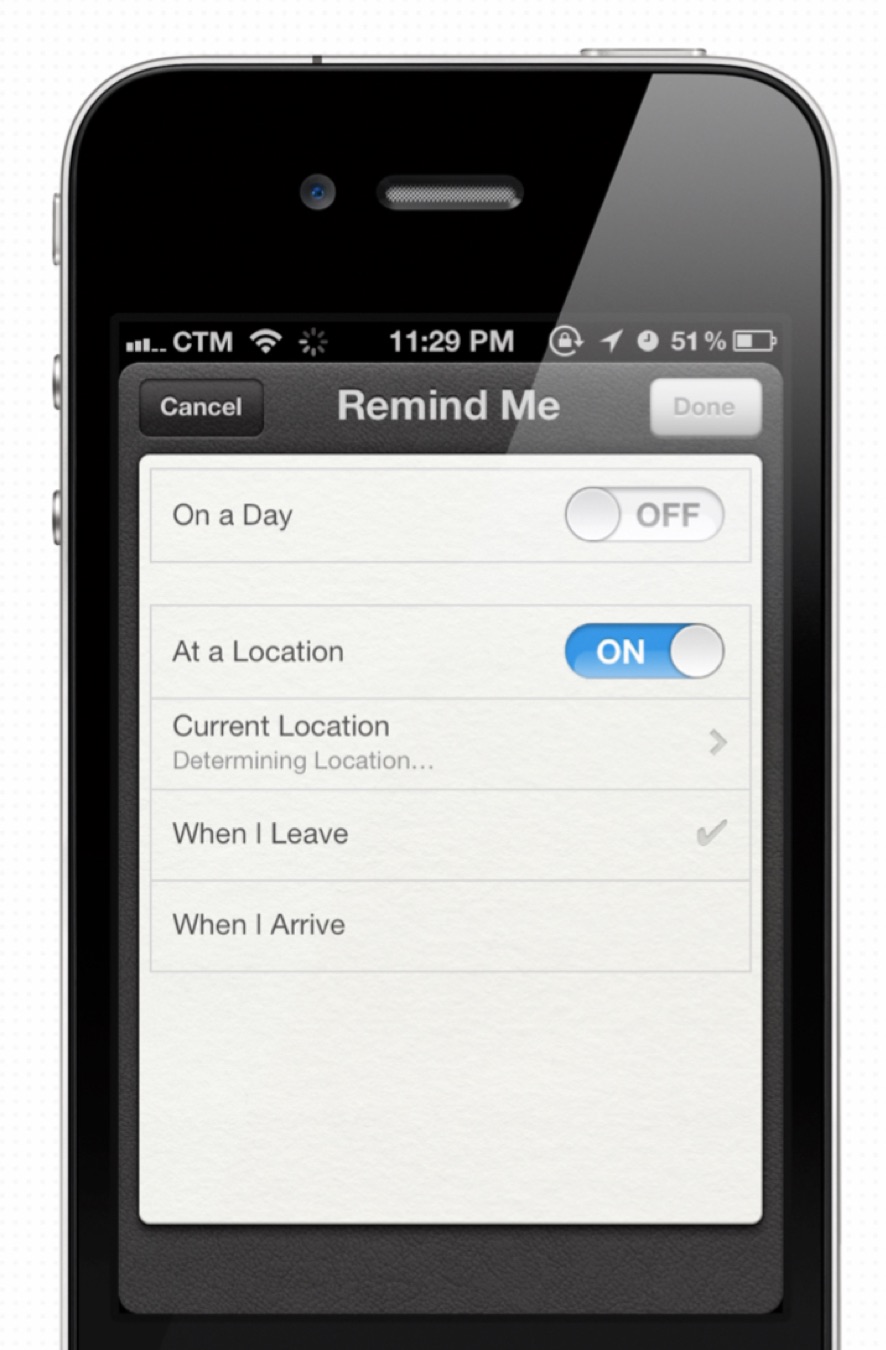 CTM 11:29 PM 51%
Cancel Remind Me Done
On a Day OFF
At a Location ON
Current Location
Determining Location...
When I Leave
When I Arrive